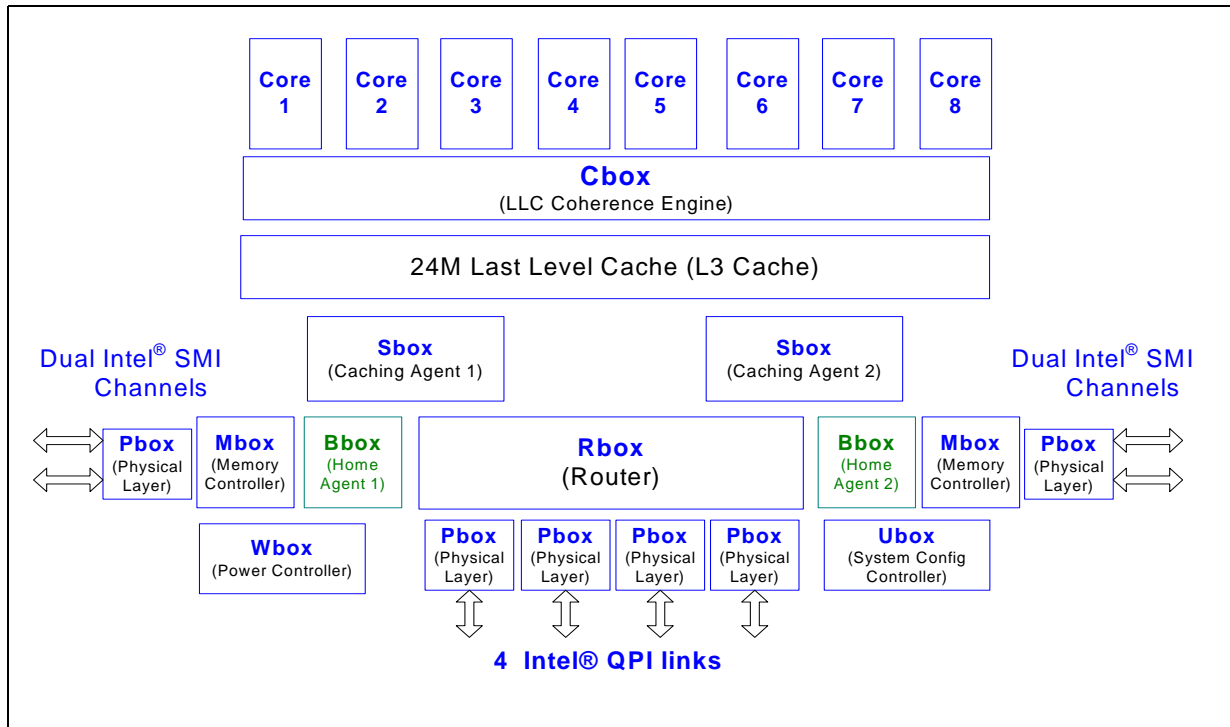 Core 1
Core 2
Core 3
Core 4
Core 5
Core 6
Core 7
Core 8
Cbox
(LLC Coherence Engine)
24M Last Level Cache (L3 Cache)
Sbox
(Caching Agent 1)
Sbox
(Caching Agent 2)
Dual Intel® SMI
Channels
Dual Intel® SMI
Channels
Pbox
(Physical
Layer)
Mbox
(Memory
Controller)
Bbox
(Home
Agent 1)
Rbox
(Router)
Bbox
(Home
Agent 2)
Mbox
(Memory
Controller)
Pbox
(Physical
Layer)
Wbox
(Power Controller)
Pbox
(Physical
Layer)
Pbox
(Physical
Layer)
Pbox
(Physical
Layer)
Pbox
(Physical
Layer)
Ubox
(System Config
Controller)
4 Intel® QPI links